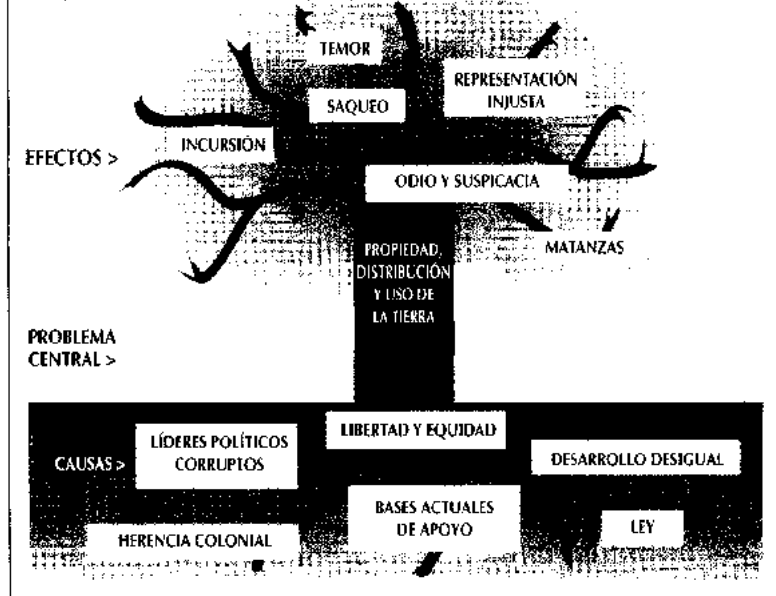 TEMOR
REPRESENTACIÓN
INJUSTA
SAQUEO
INCURSIÓN
EFECTOS >
ODIO Y SUSPICACIA
MATANZAS
PROPIEDAD,
DISTRIBUCIÓN
Y USO DE
LA TIERRA
PROBLEMA
CENTRAL >
LIBERTAD Y EQUIDAD
LÍDERES POLÍTICOS
CORRUPTOS
CAUSAS >
DESARROLLO DESIGUAL
BASES ACTUALES
DE APOYO
LEY
HERENCIA COLONIAL